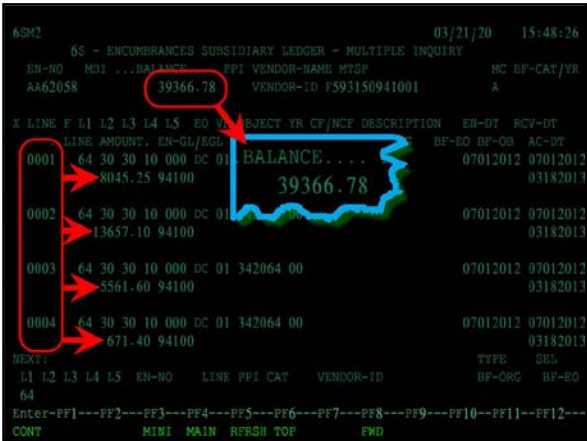 6SM2 03/21/20 15:48:26
6S - ENCUMBRANCES SUBSIDIARY LEDGER - MULTIPLE INQUIRY
EN-NO MBI ...BALANCE PPI VENDOR-NAME MTSP MC BF-CAT/YR
AA62058 39366.78 VENDOR-ID F593150941001 A
X LINE F L1 L2 L3 L4 L5 EO OBJECT YR CF/NCF DESCRIPTION EN-DT RCV-DT
LINE AMOUNT. EN-GL/EGL BF-EO BF-OB AC-DT
BALANCE....
39366.78
0001 64 30 30 10 000 DC 01 07012012 07012012
8045.25 94100 03182013
0002 64 30 30 10 000 DC 01 07012012 07012012
13657.10 94100 03182013
0003 64 30 30 10 000 DC 01 342064 00 07012012 07012012
5561.60 94100 03182013
0004 64 30 30 10 000 DC 01 342064 00 07012012 07012012
671.40 94100 03182013
NEXT: TYPE SEL
L1 L2 L3 L4 L5 EN-NO LINE PPI CAT VENDOR-ID BF-ORG BF-EO
64
Enter-PF1---PF2---PF3---PF4---PF5---PF6---PF7---PF8---PF9---PF10--PF11--PF12---
CONT MINI MAIN RFRSH TOP FWD